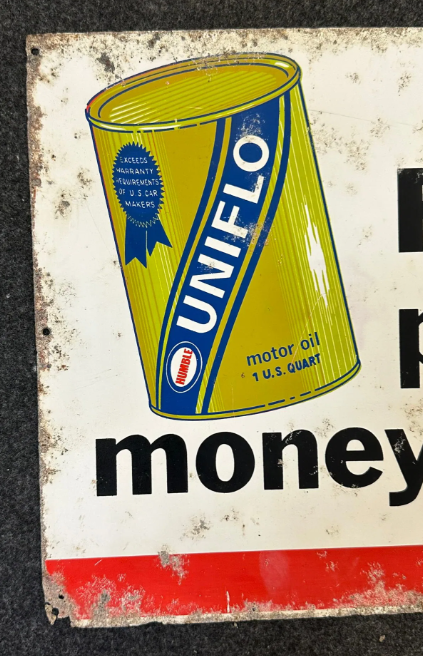 EXCEEDS
WARRANTY
REQUIREMENTS
OF U.S. CAR
MAKERS
UNIFLO
HUMBLE
motor oil
1 U.S. QUART
p
money